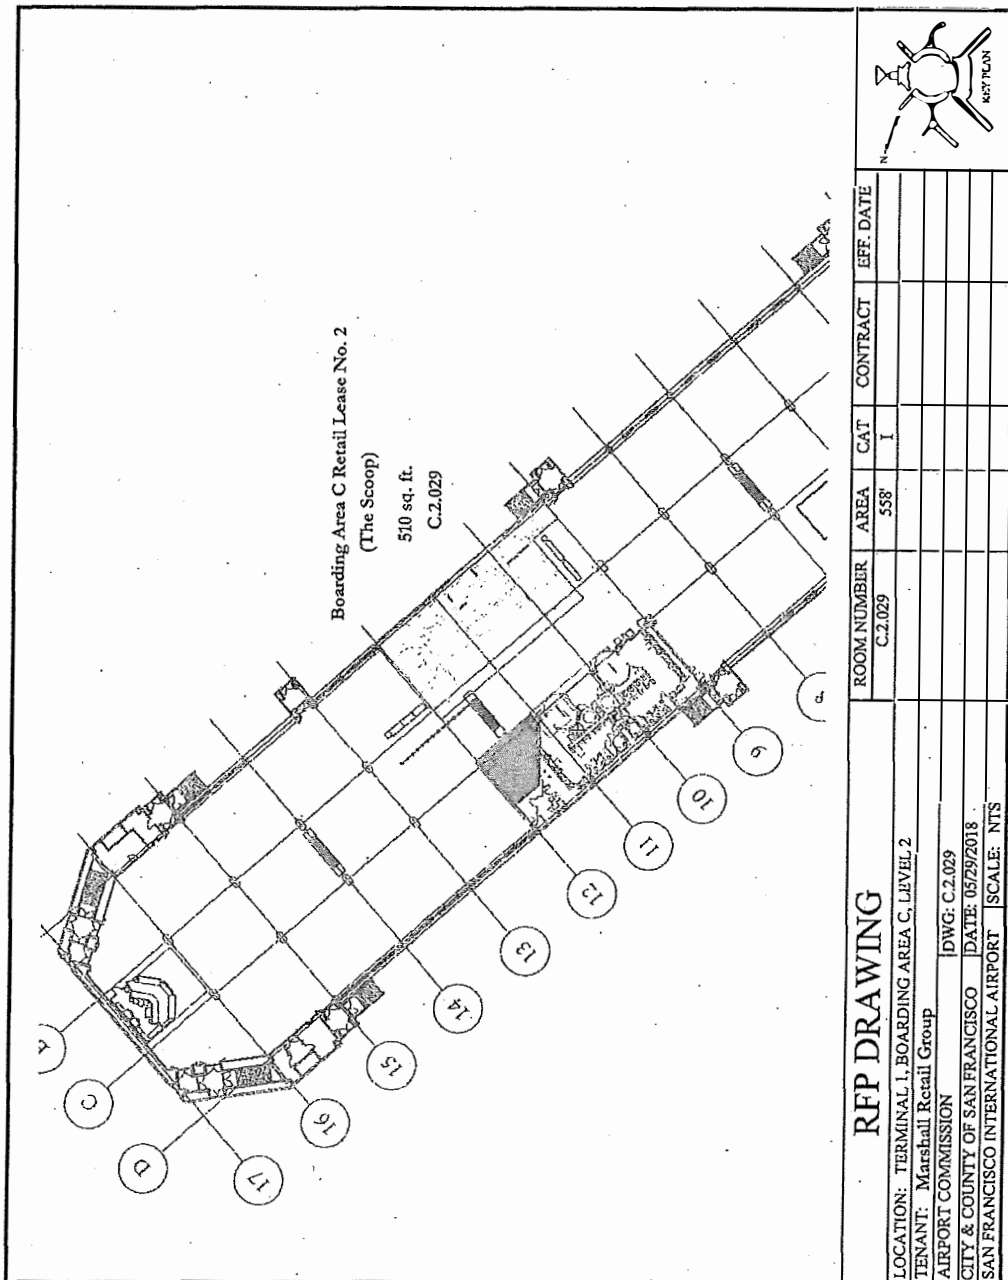 Boarding Area C Retail Lease No. 2
(The Scoop)
510 sq. ft.
C.2.029
C
D
d
9
10
11
12
13
14
15
16
17
RFP DRAWING
LOCATION: TERMINAL 1, BOARDING AREA C, LEVEL 2
TENANT: Marshall Retail Group
AIRPORT COMMISSION
DWG: C.2.029
CITY & COUNTY OF SAN FRANCISCO
DATE: 05/29/2018
SAN FRANCISCO INTERNATIONAL AIRPORT
SCALE: NTS
ROOM NUMBER AREA CAT CONTRACT EFF. DATE
C.2.029 558' I
N
KEY PLAN